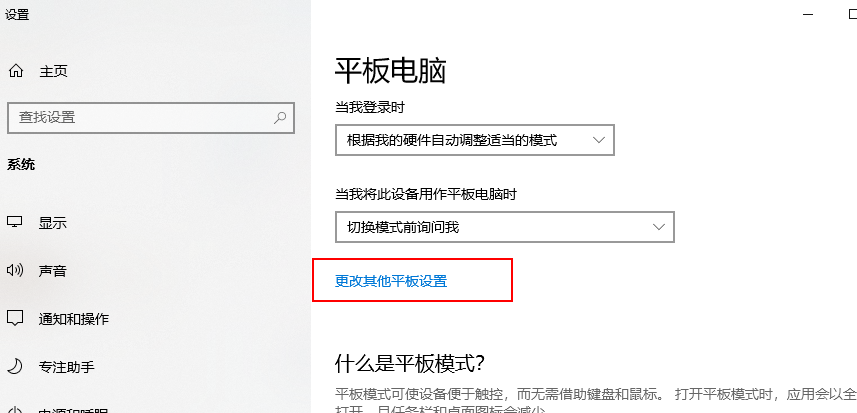 设置
主页
查找设置
系统
显示
声音
通知和操作
专注助手
电源和睡眠
平板电脑
当我登录时
根据我的硬件自动调整适当的模式
当我将此设备用作平板电脑时
切换模式前询问我
更改其他平板设置
什么是平板模式?
平板模式可使设备便于触控，而无需借助键盘和鼠标。 打开平板模式时，应用会以全
打开，且任务栏和桌面图标会减少